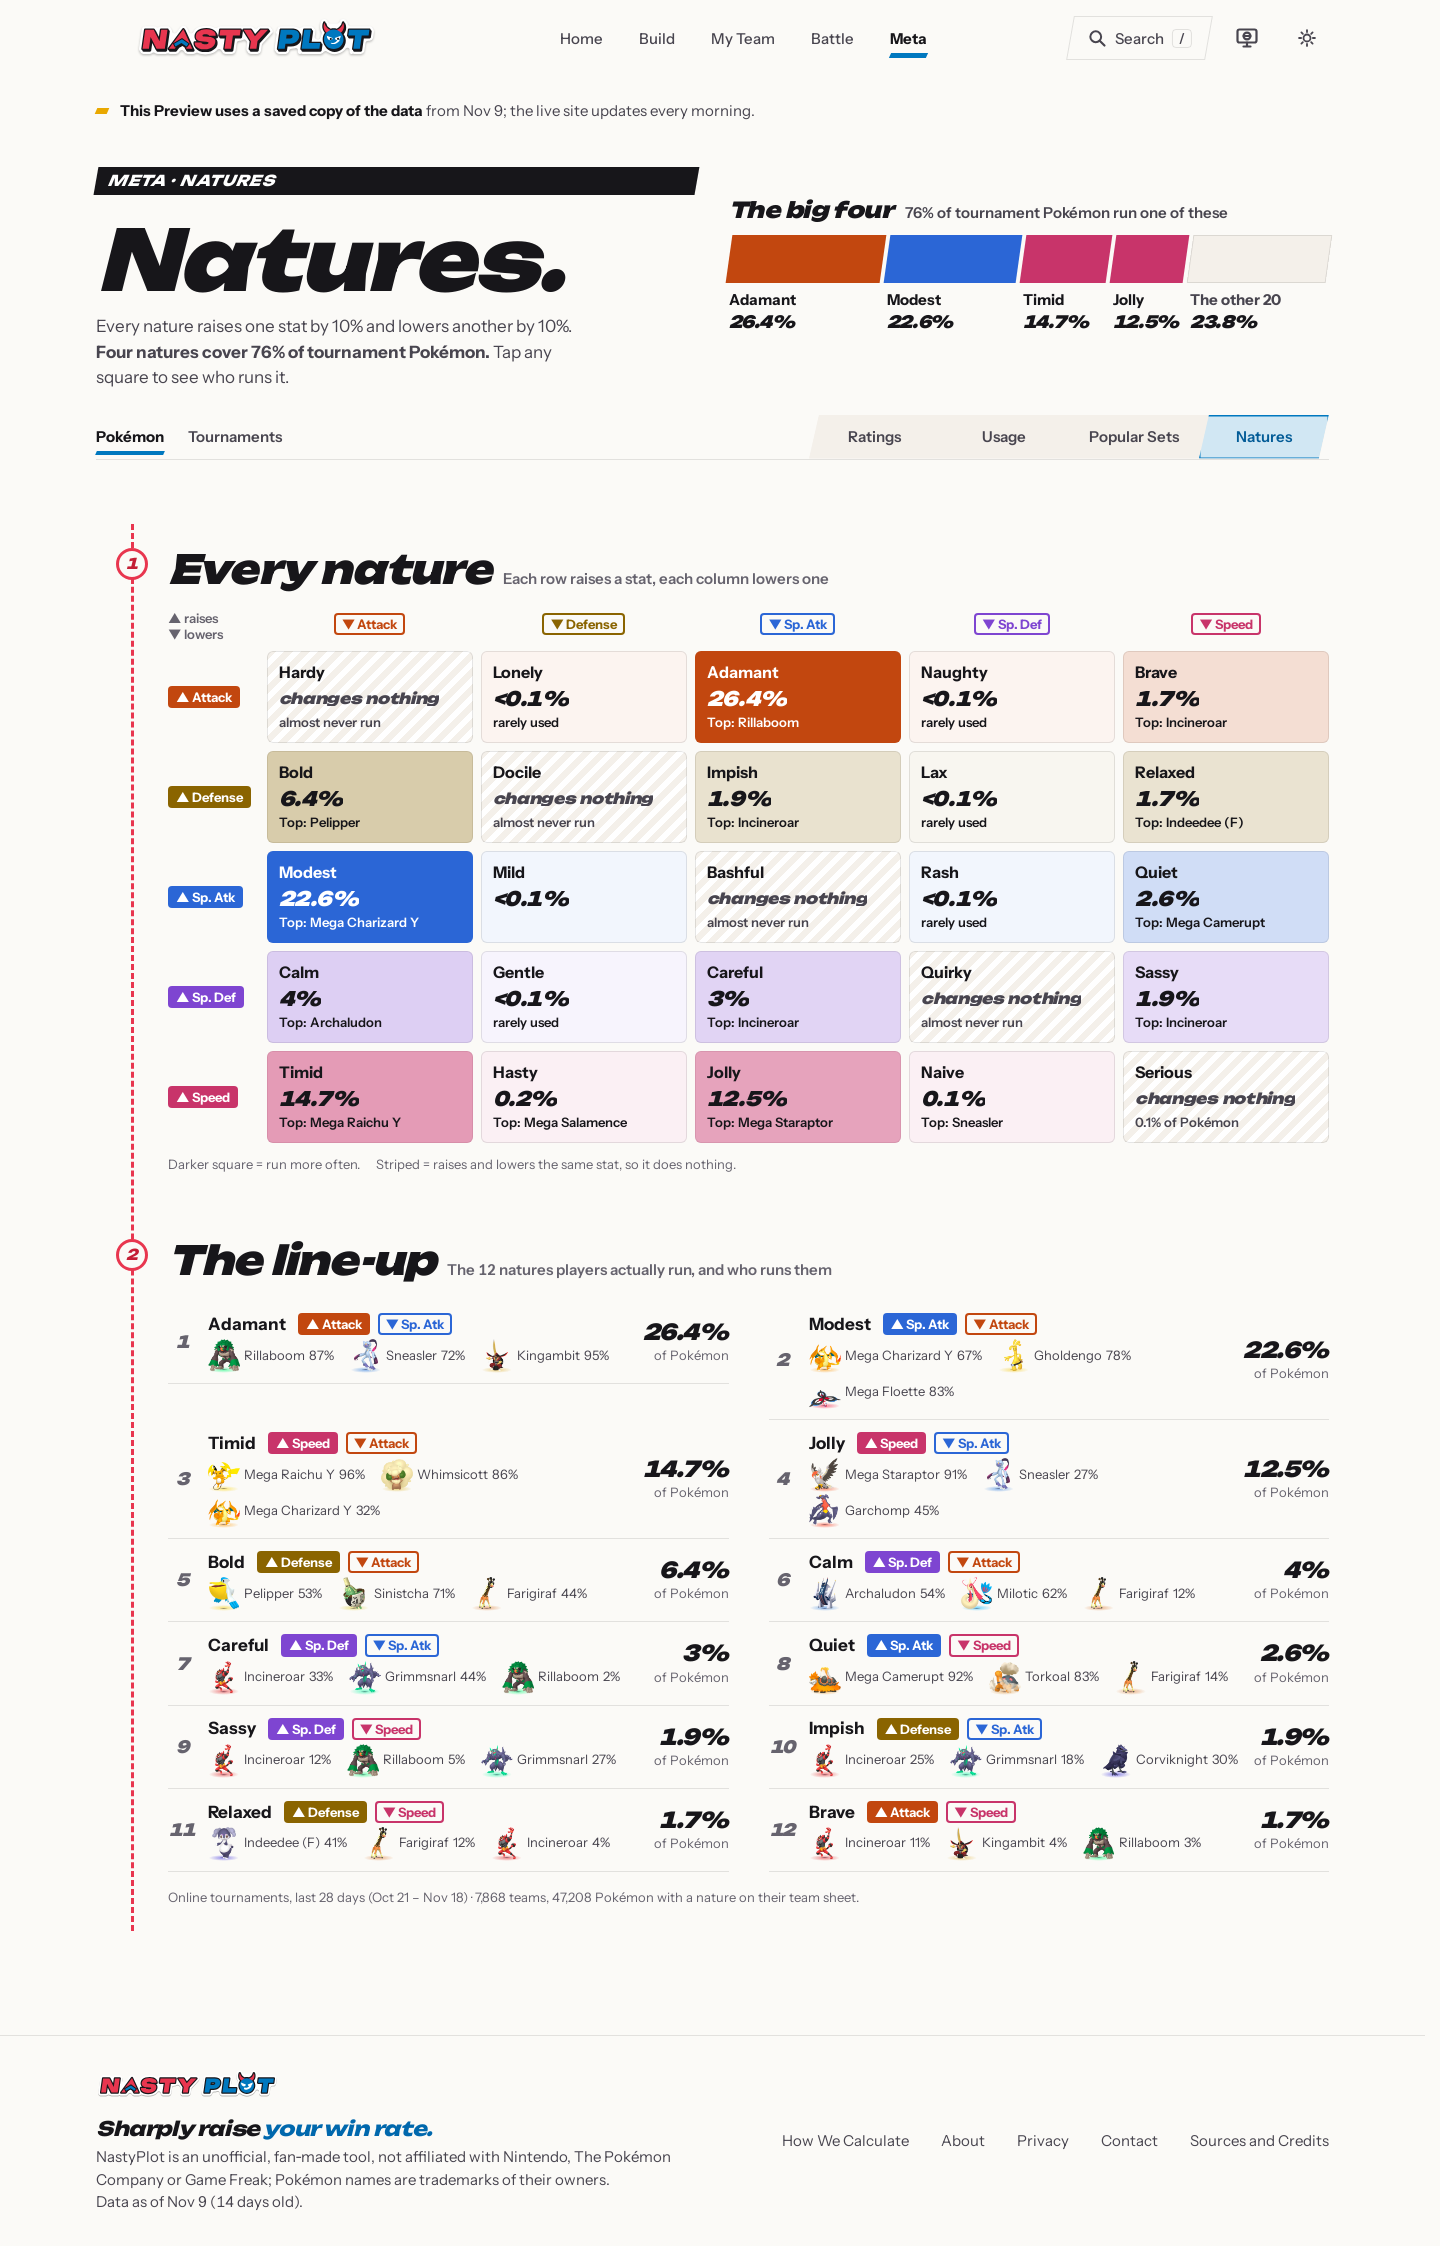 NASTY PLOT
Home Build My Team Battle Meta
Search /
This Preview uses a saved copy of the data from Nov 9; the live site updates every morning.
META · NATURES
Natures.
Every nature raises one stat by 10% and lowers another by 10%.
Four natures cover 76% of tournament Pokémon. Tap any
square to see who runs it.
The big four 76% of tournament Pokémon run one of these
Adamant Modest Timid Jolly The other 20
26.4% 22.6% 14.7% 12.5% 23.8%
Pokémon Tournaments
Ratings Usage Popular Sets Natures
1 Every nature Each row raises a stat, each column lowers one
▲ raises
▼ lowers
▼ Attack ▼ Defense ▼ Sp. Atk ▼ Sp. Def ▼ Speed
▲ Attack
Hardy Lonely Adamant Naughty Brave
changes nothing <0.1% 26.4% <0.1% 1.7%
almost never run rarely used Top: Rillaboom rarely used Top: Incineroar
▲ Defense
Bold Docile Impish Lax Relaxed
6.4% changes nothing 1.9% <0.1% 1.7%
Top: Pelipper almost never run Top: Incineroar rarely used Top: Indeedee (F)
▲ Sp. Atk
Modest Mild Bashful Rash Quiet
22.6% <0.1% changes nothing <0.1% 2.6%
Top: Mega Charizard Y almost never run rarely used Top: Mega Camerupt
▲ Sp. Def
Calm Gentle Careful Quirky Sassy
4% <0.1% 3% changes nothing 1.9%
Top: Archaludon rarely used Top: Incineroar almost never run Top: Incineroar
▲ Speed
Timid Hasty Jolly Naive Serious
14.7% 0.2% 12.5% 0.1% changes nothing
Top: Mega Raichu Y Top: Mega Salamence Top: Mega Staraptor Top: Sneasler 0.1% of Pokémon
Darker square = run more often. Striped = raises and lowers the same stat, so it does nothing.
2 The line-up The 12 natures players actually run, and who runs them
1 Adamant ▲ Attack ▼ Sp. Atk 26.4%
Rillaboom 87% Sneasler 72% Kingambit 95% of Pokémon
2 Modest ▲ Sp. Atk ▼ Attack 22.6%
Mega Charizard Y 67% Gholdengo 78% of Pokémon
Mega Floette 83%
3 Timid ▲ Speed ▼ Attack 14.7%
Mega Raichu Y 96% Whimsicott 86% of Pokémon
Mega Charizard Y 32%
4 Jolly ▲ Speed ▼ Sp. Atk 12.5%
Mega Staraptor 91% Sneasler 27% of Pokémon
Garchomp 45%
5 Bold ▲ Defense ▼ Attack 6.4%
Pelipper 53% Sinistcha 71% Farigiraf 44% of Pokémon
6 Calm ▲ Sp. Def ▼ Attack 4%
Archaludon 54% Milotic 62% Farigiraf 12% of Pokémon
7 Careful ▲ Sp. Def ▼ Sp. Atk 3%
Incineroar 33% Grimmsnarl 44% Rillaboom 2% of Pokémon
8 Quiet ▲ Sp. Atk ▼ Speed 2.6%
Mega Camerupt 92% Torkoal 83% Farigiraf 14% of Pokémon
9 Sassy ▲ Sp. Def ▼ Speed 1.9%
Incineroar 12% Rillaboom 5% Grimmsnarl 27% of Pokémon
10 Impish ▲ Defense ▼ Sp. Atk 1.9%
Incineroar 25% Grimmsnarl 18% Corviknight 30% of Pokémon
11 Relaxed ▲ Defense ▼ Speed 1.7%
Indeedee (F) 41% Farigiraf 12% Incineroar 4% of Pokémon
12 Brave ▲ Attack ▼ Speed 1.7%
Incineroar 11% Kingambit 4% Rillaboom 3% of Pokémon
Online tournaments, last 28 days (Oct 21 – Nov 18) · 7,868 teams, 47,208 Pokémon with a nature on their team sheet.
NASTY PLOT
Sharply raise your win rate.
NastyPlot is an unofficial, fan-made tool, not affiliated with Nintendo, The Pokémon
Company or Game Freak; Pokémon names are trademarks of their owners.
Data as of Nov 9 (14 days old).
How We Calculate About Privacy Contact Sources and Credits